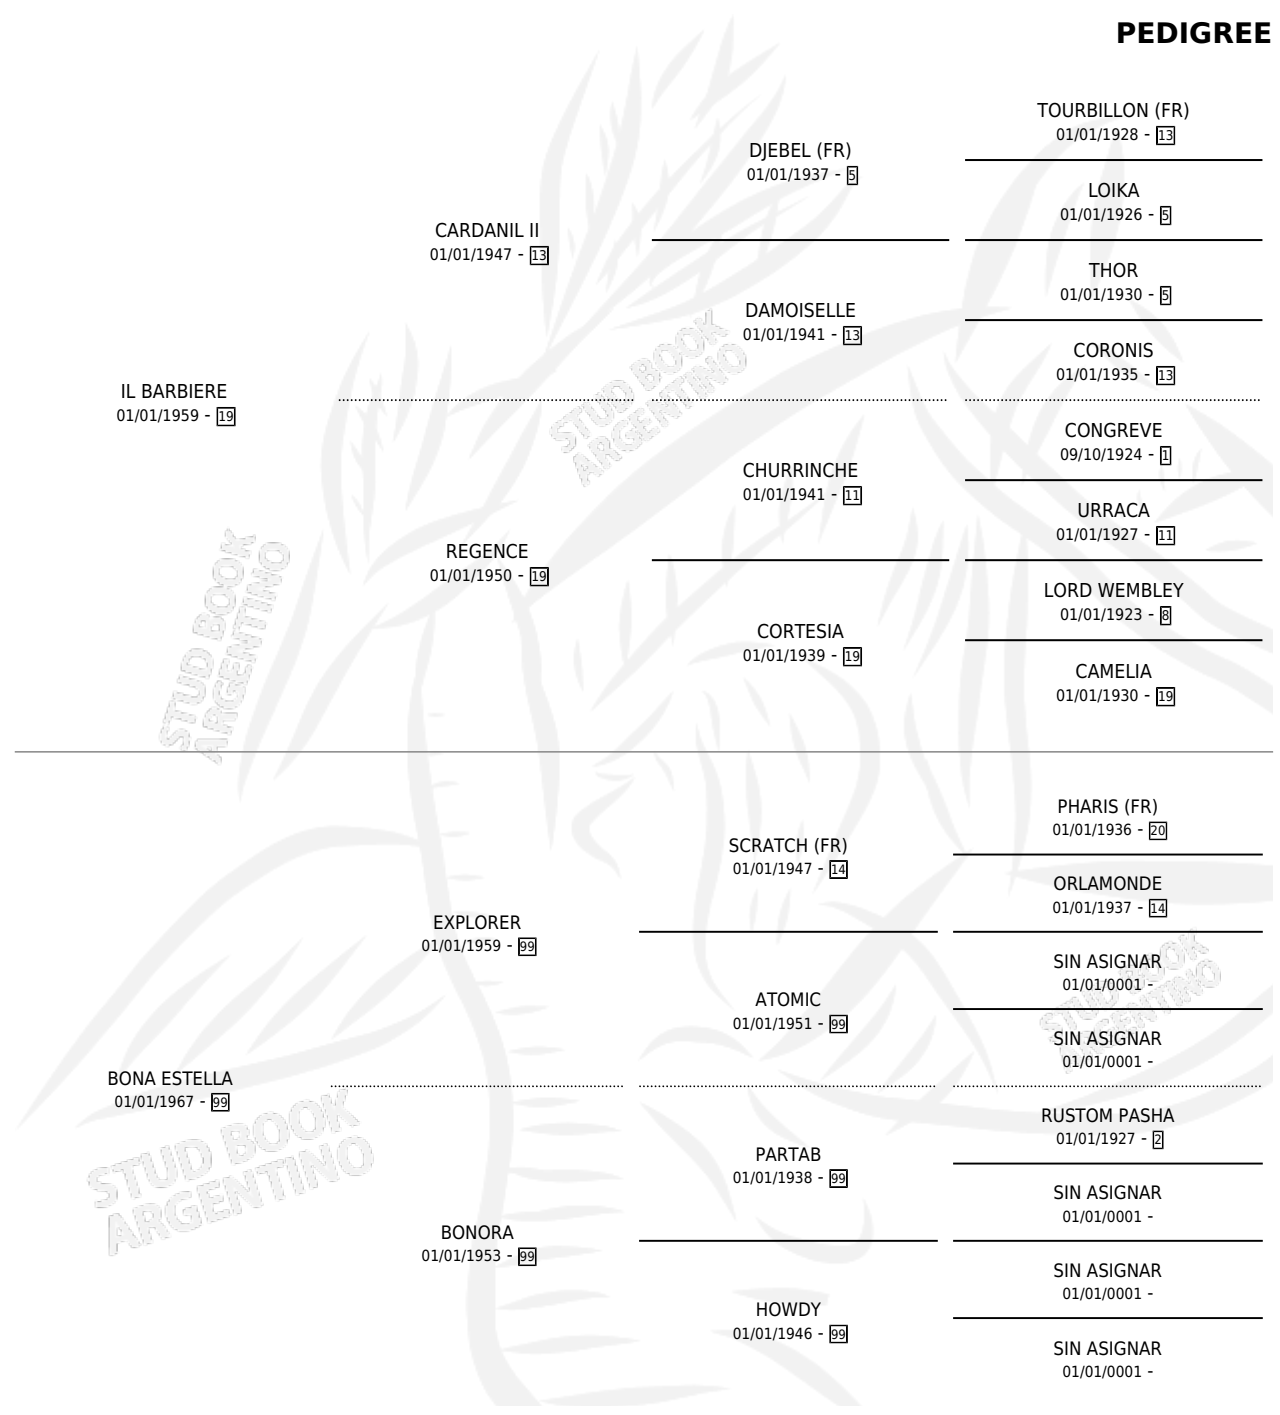 PEDIGREE
TOURBILLON (FR)
01/01/1928 - 13
DJEBEL (FR)
01/01/1937 - 5
LOIKA
01/01/1926 - 5
CARDANIL II
01/01/1947 - 13
THOR
01/01/1930 - 5
DAMOISELLE
01/01/1941 - 13
CORONIS
01/01/1935 - 13
IL BARBIERE
01/01/1959 - 19
CONGREVE
09/10/1924 - 1
CHURRINCHE
01/01/1941 - 11
URRACA
01/01/1927 - 11
REGENCE
01/01/1950 - 19
LORD WEMBLEY
01/01/1923 - 8
CORTESIA
01/01/1939 - 19
CAMELIA
01/01/1930 - 19
PHARIS (FR)
01/01/1936 - 20
SCRATCH (FR)
01/01/1947 - 14
ORLAMONDE
01/01/1937 - 14
EXPLORER
01/01/1959 - 99
SIN ASIGNAR
01/01/0001 -
ATOMIC
01/01/1951 - 99
SIN ASIGNAR
01/01/0001 -
BONA ESTELLA
01/01/1967 - 99
RUSTOM PASHA
01/01/1927 - 2
PARTAB
01/01/1938 - 99
SIN ASIGNAR
01/01/0001 -
BONORA
01/01/1953 - 99
SIN ASIGNAR
01/01/0001 -
HOWDY
01/01/1946 - 99
SIN ASIGNAR
01/01/0001 -
STUD BOOK
ARGENTINO
STUD BOOK
ARGENTINO
STUD BOOK
ARGENTINO
STUD BOOK
ARGENTINO